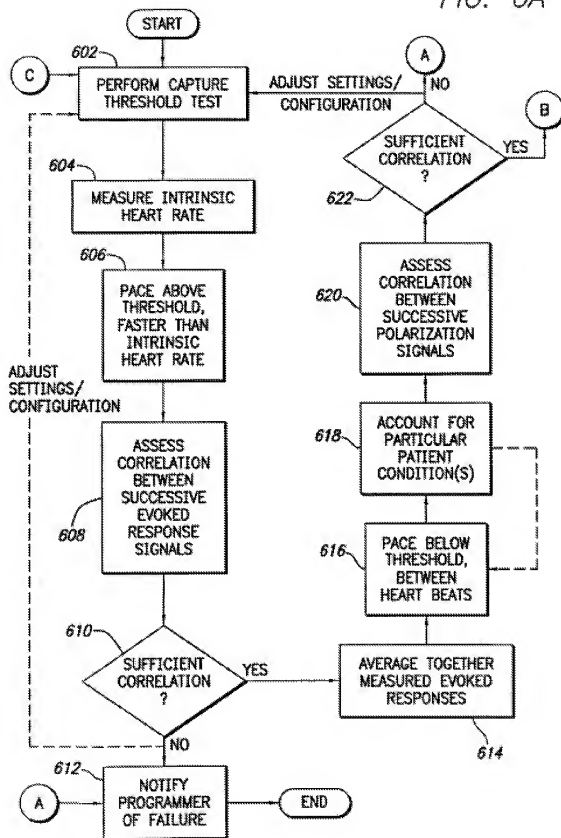 FIG. 6A
START
602
C
PERFORM CAPTURE
THRESHOLD TEST
604
MEASURE INTRINSIC
HEART RATE
606
PACE ABOVE
THRESHOLD,
FASTER THAN
INTRINSIC
HEART RATE
ADJUST
SETTINGS/
CONFIGURATION
608
ASSESS
CORRELATION
BETWEEN
SUCCESSIVE
EVOKED
RESPONSE
SIGNALS
610
SUFFICIENT
CORRELATION
?
YES
NO
612
A
NOTIFY
PROGRAMMER
OF FAILURE
END
A
NO
ADJUST SETTINGS/
CONFIGURATION
B
YES
SUFFICIENT
CORRELATION
?
622
620
ASSESS
CORRELATION
BETWEEN
SUCCESSIVE
POLARIZATION
SIGNALS
618
ACCOUNT FOR
PARTICULAR
PATIENT
CONDITION(S)
616
PACE BELOW
THRESHOLD,
BETWEEN
HEART BEATS
AVERAGE TOGETHER
MEASURED EVOKED
RESPONSES
614